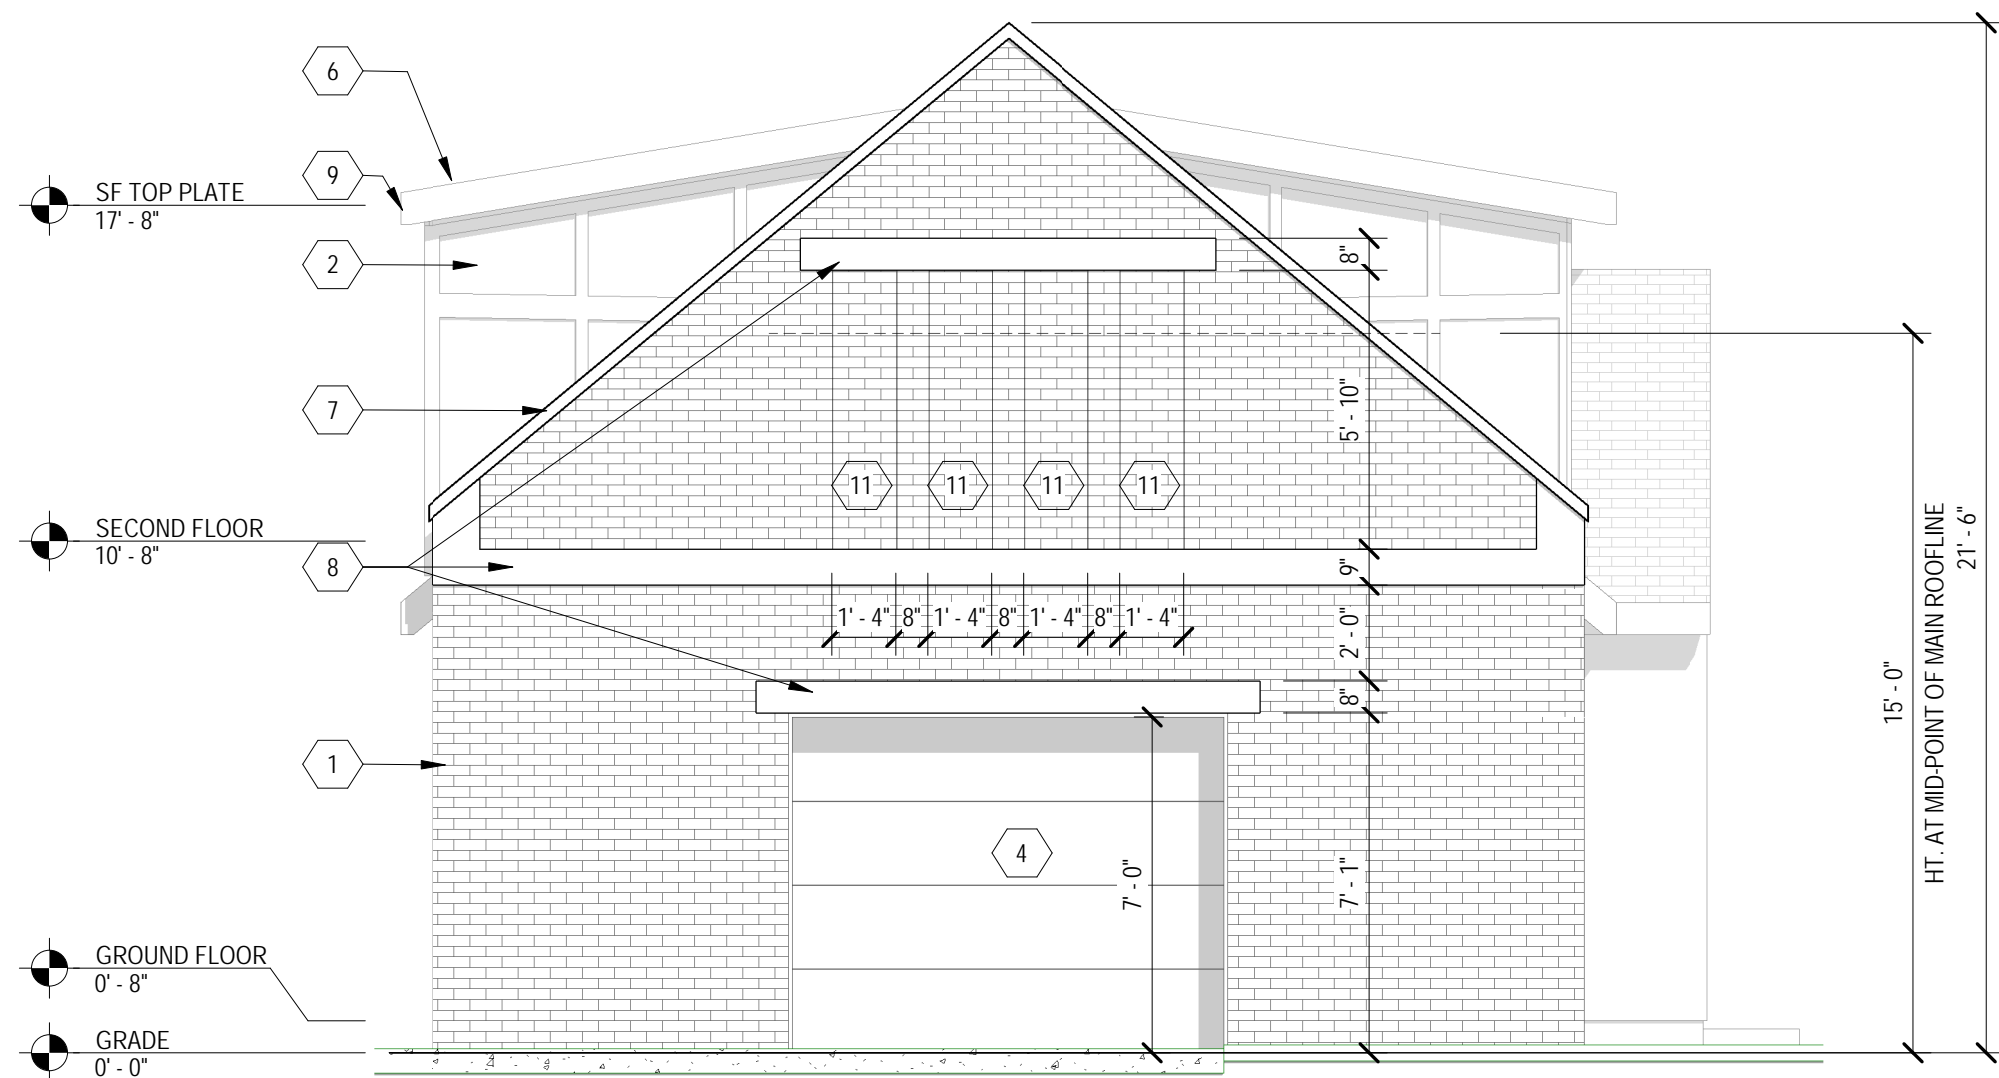 6
9
SF TOP PLATE
17' - 8"
2
8"
7
5' - 10"
11 11 11 11
SECOND FLOOR
10' - 8"
8
9"
1' - 4" 8" 1' - 4" 8" 1' - 4" 8" 1' - 4"
2' - 0"
8"
1
4
7' - 0"
7' - 1"
15' - 0"
HT. AT MID-POINT OF MAIN ROOFLINE
21' - 6"
GROUND FLOOR
0' - 8"
GRADE
0' - 0"